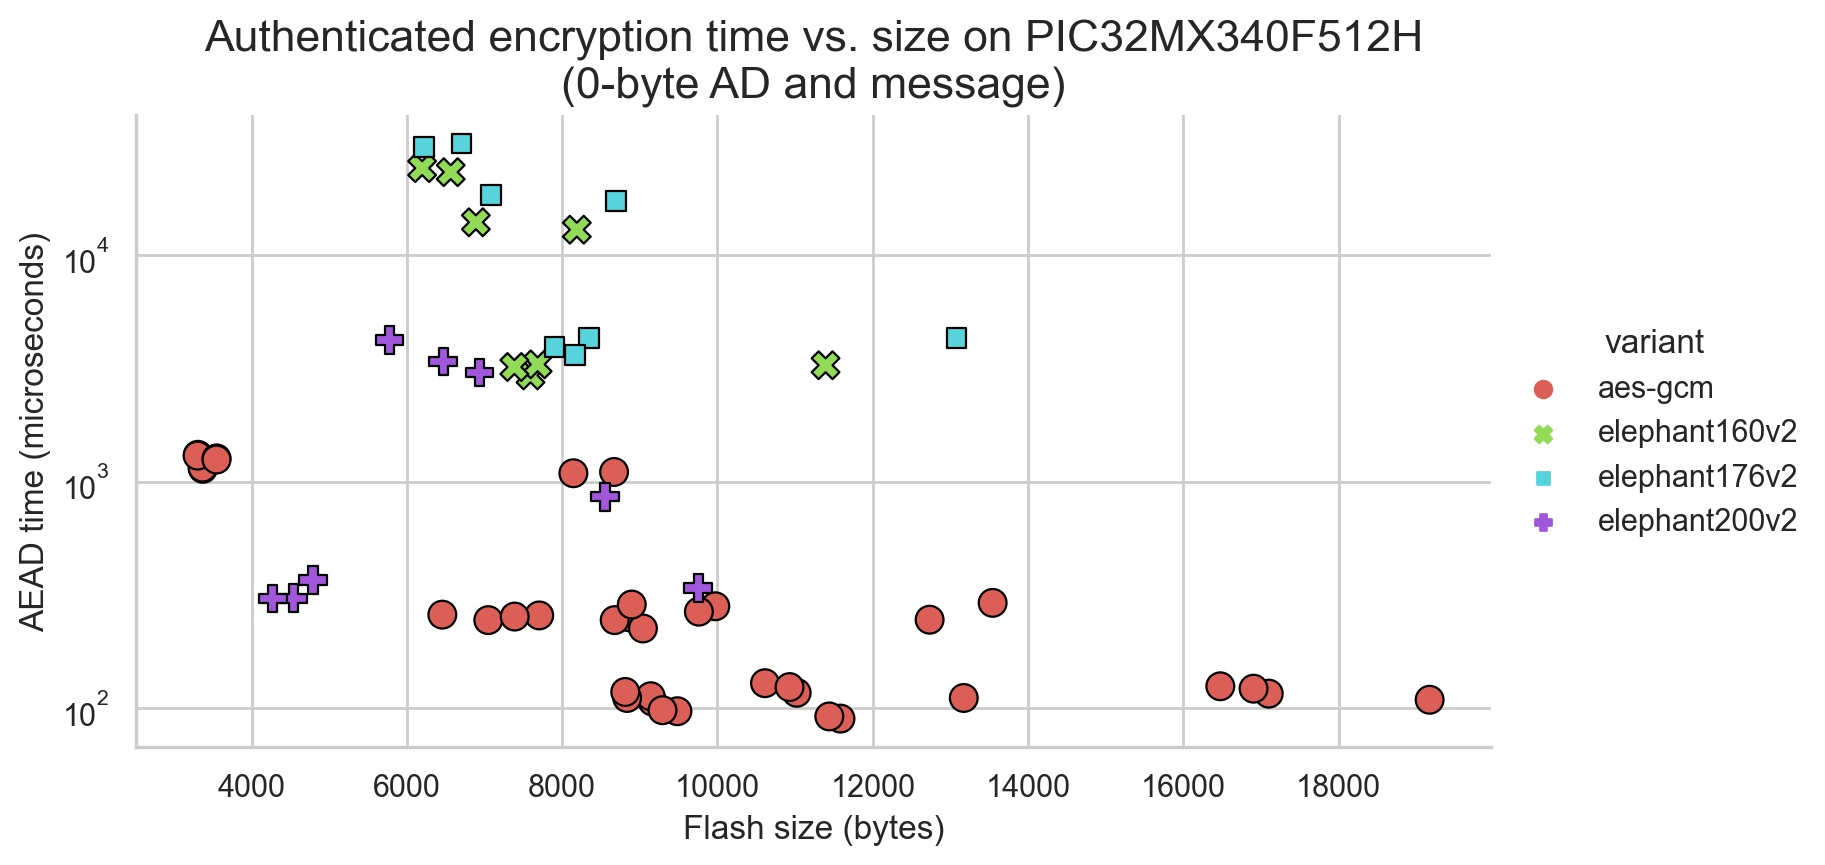 Authenticated encryption time vs. size on PIC32MX340F512H
(0-byte AD and message)
AEAD time (microseconds)
10^4
10^3
10^2
4000 6000 8000 10000 12000 14000 16000 18000
Flash size (bytes)
variant
aes-gcm
elephant160v2
elephant176v2
elephant200v2